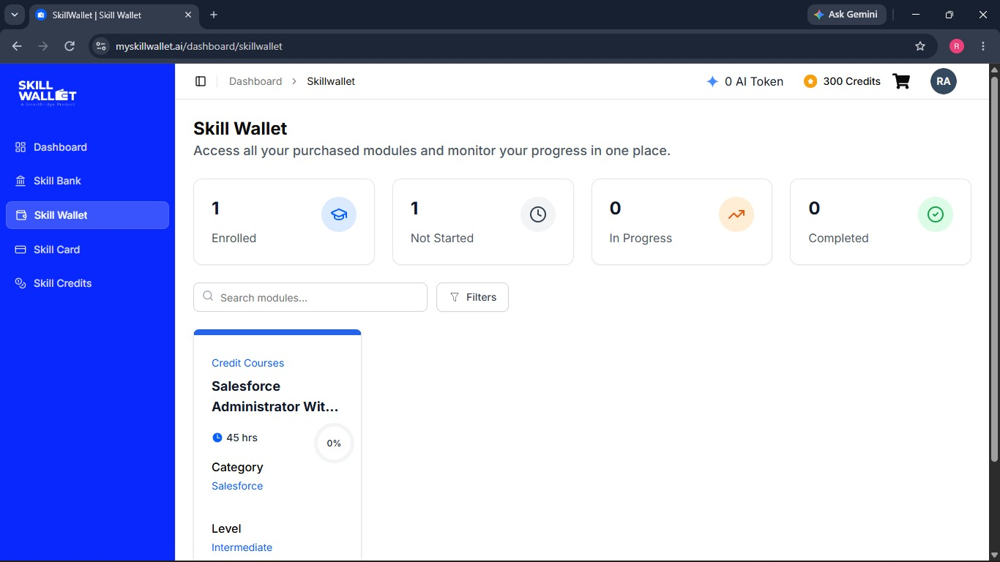 SkillWallet | Skill Wallet
Ask Gemini
myskillwallet.ai/dashboard/skillwallet
R
SKILL
WALLET
A SmartBridge Product
Dashboard
Skill Bank
Skill Wallet
Skill Card
Skill Credits
Dashboard > Skillwallet
0 AI Token
300 Credits
RA
Skill Wallet
Access all your purchased modules and monitor your progress in one place.
1
Enrolled
1
Not Started
0
In Progress
0
Completed
Search modules...
Filters
Credit Courses
Salesforce
Administrator Wit...
45 hrs
0%
Category
Salesforce
Level
Intermediate